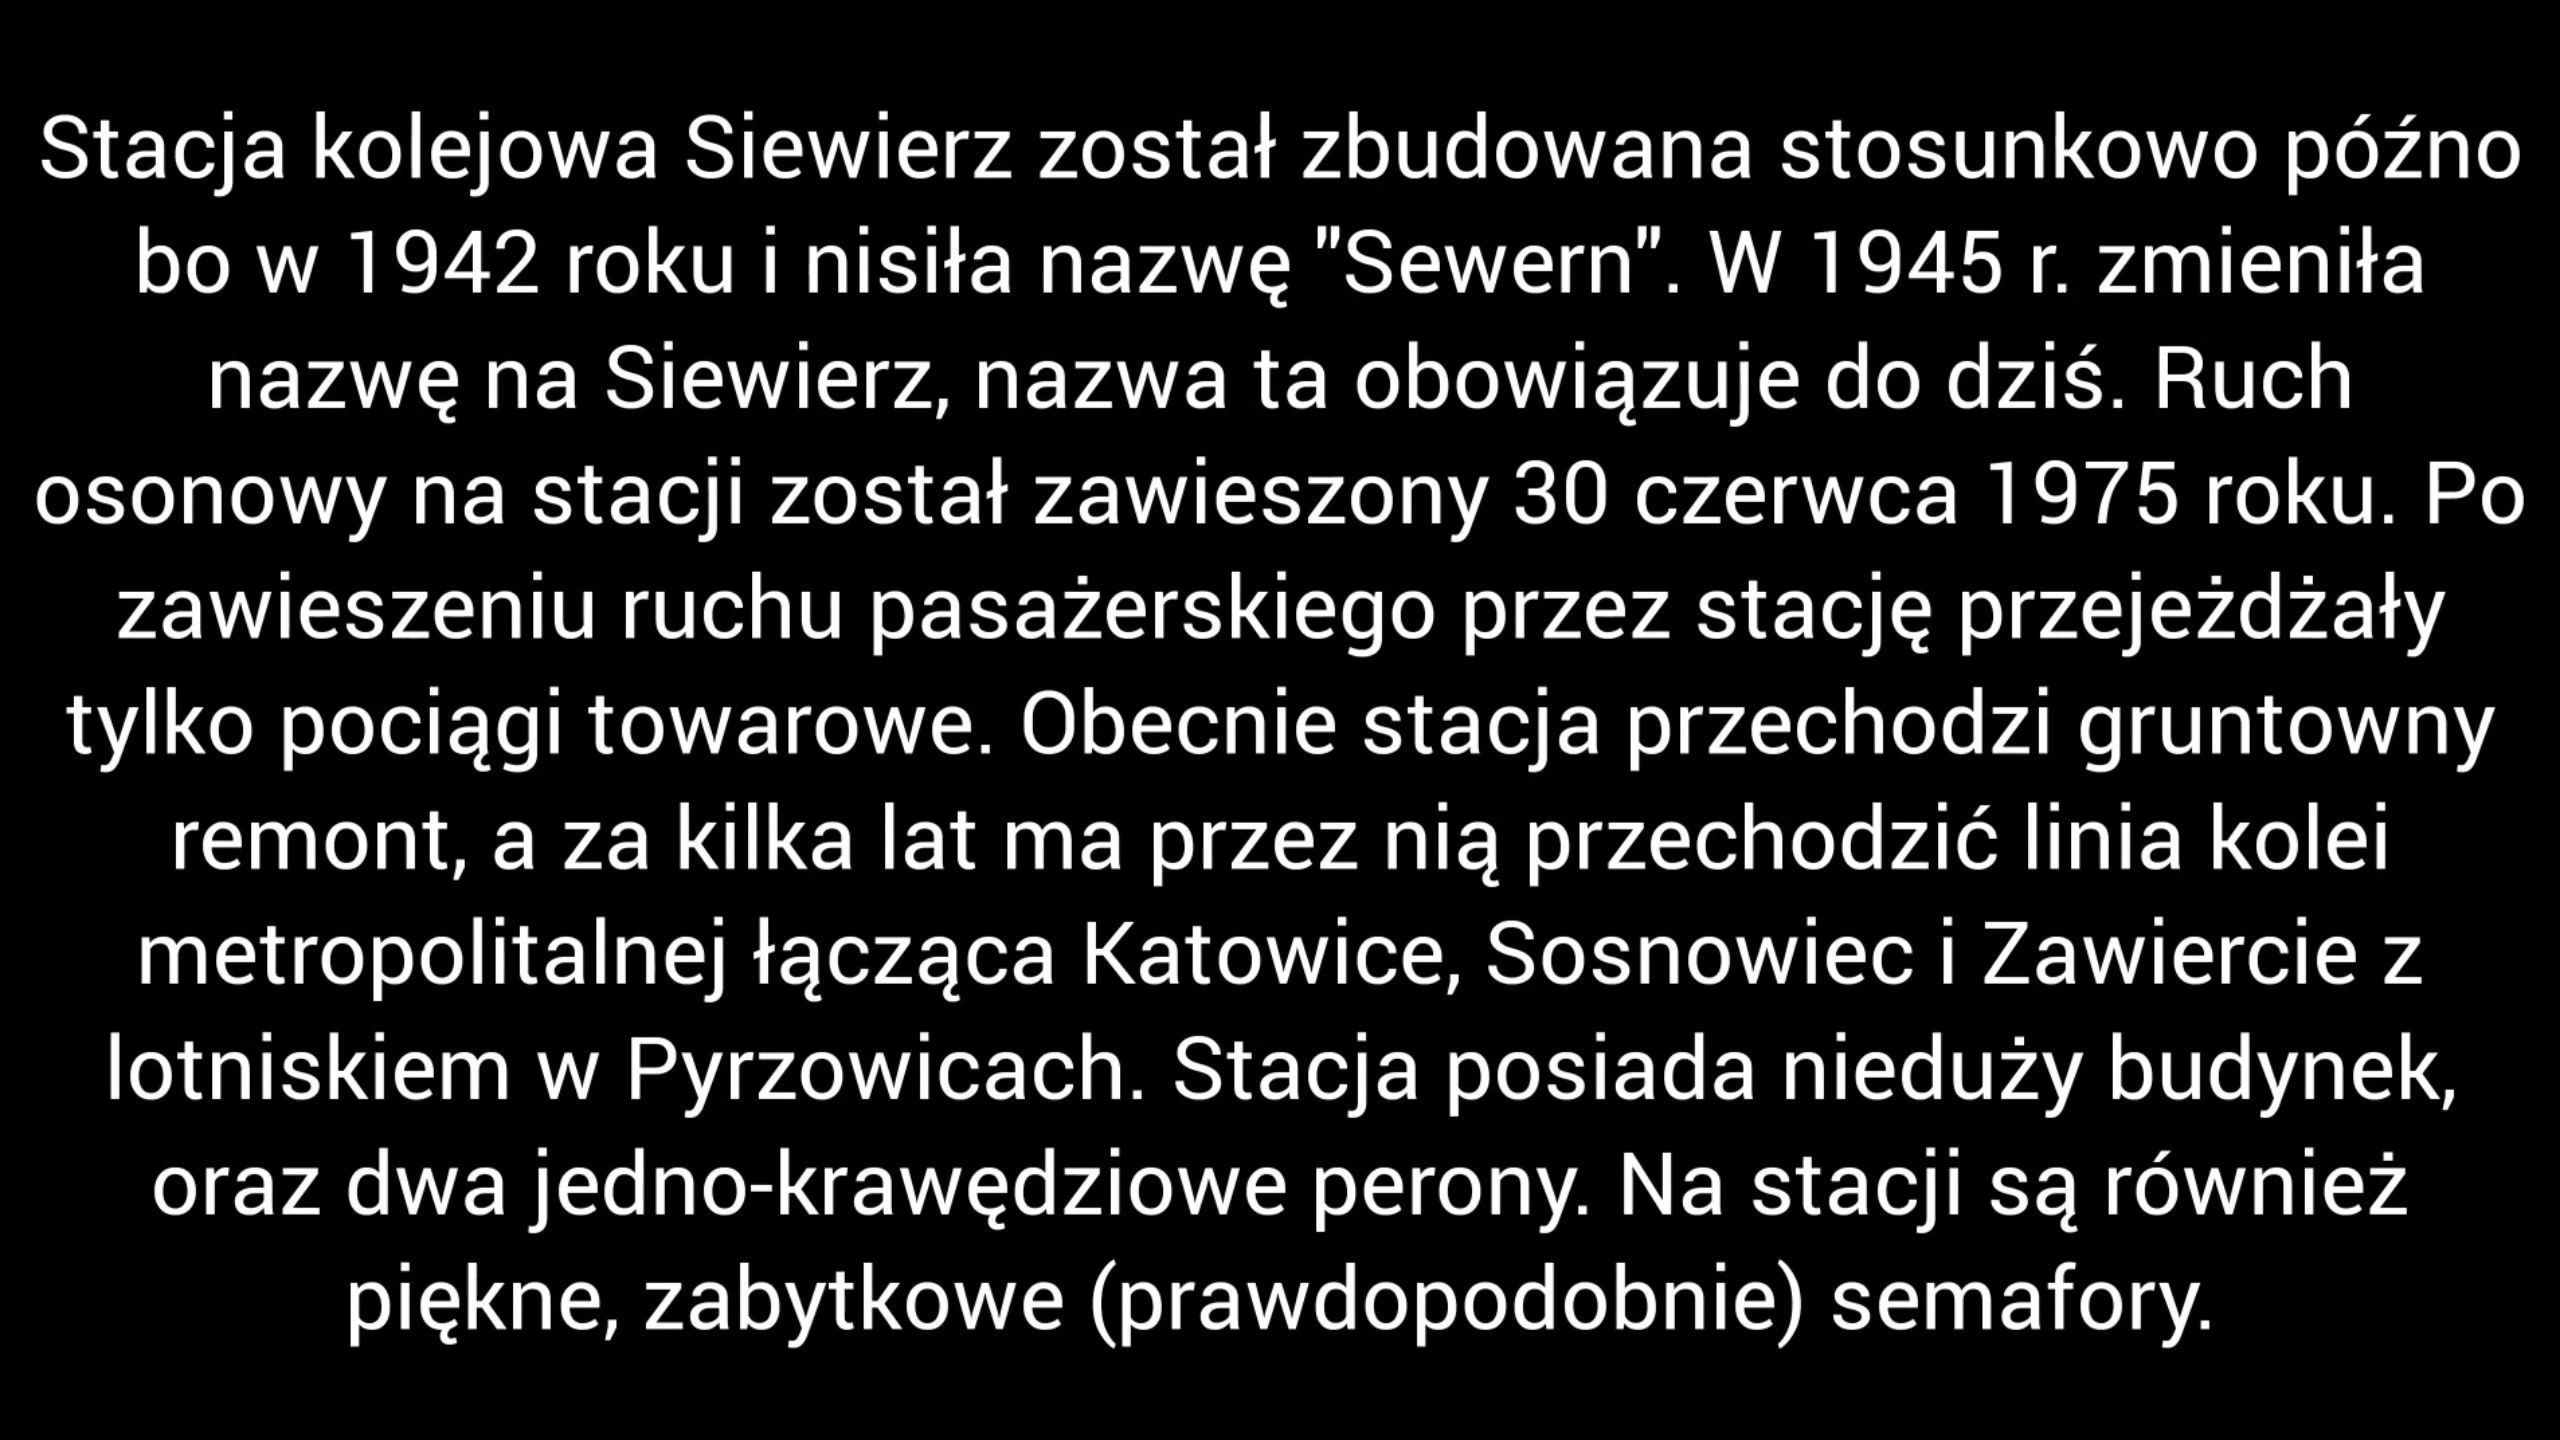 Stacja kolejowa Siewierz został zbudowana stosunkowo późno
bo w 1942 roku i nisiła nazwę "Sewern". W 1945 r. zmieniła
nazwę na Siewierz, nazwa ta obowiązuje do dziś. Ruch
osonowy na stacji został zawieszony 30 czerwca 1975 roku. Po
zawieszeniu ruchu pasażerskiego przez stację przejeżdżały
tylko pociągi towarowe. Obecnie stacja przechodzi gruntowny
remont, a za kilka lat ma przez nią przechodzić linia kolei
metropolitalnej łącząca Katowice, Sosnowiec i Zawiercie z
lotniskiem w Pyrzowicach. Stacja posiada nieduży budynek,
oraz dwa jedno-krawędziowe perony. Na stacji są również
piękne, zabytkowe (prawdopodobnie) semafory.